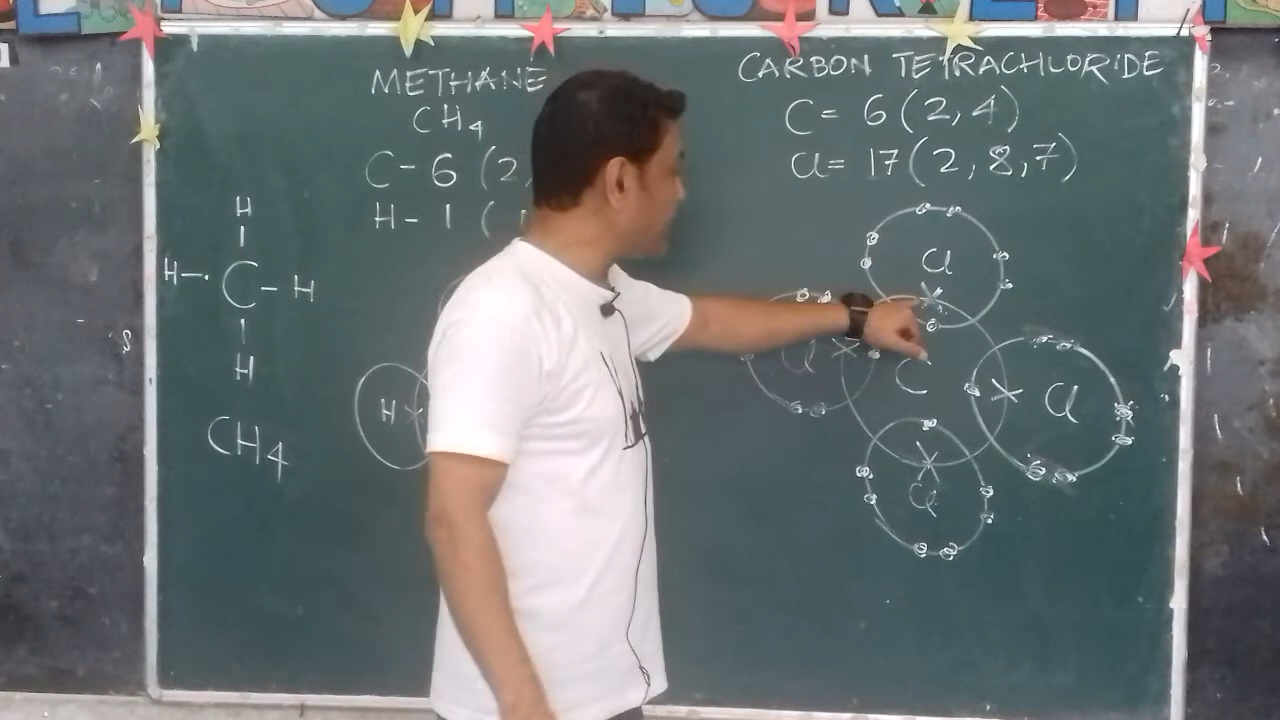 METHANE
CH4
C-6 (2,
H- 1 (
H
H-C-H
H
CH4
H
CARBON TETRACHLORIDE
C= 6(2,4)
Cl= 17(2,8,7)
Cl
Cl
C
Cl
Cl